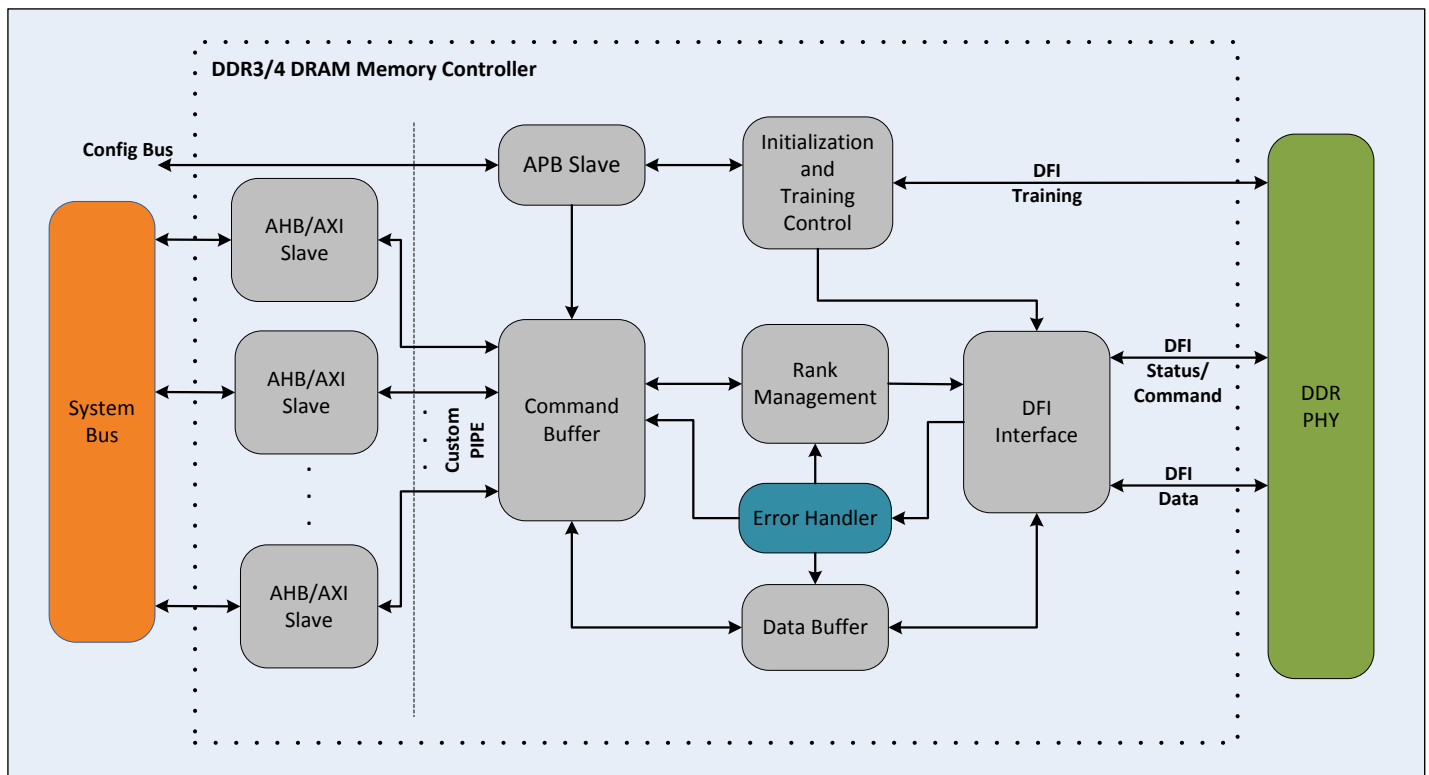 DDR3/4 DRAM Memory Controller
Config Bus
APB Slave
Initialization
and
Training
Control
DFI
Training
AHB/AXI
Slave
System
Bus
AHB/AXI
Slave
Custom
PIPE
Command
Buffer
Rank
Management
DFI
Interface
DFI
Status/
Command
DDR
PHY
DFI
Data
Error Handler
AHB/AXI
Slave
Data Buffer